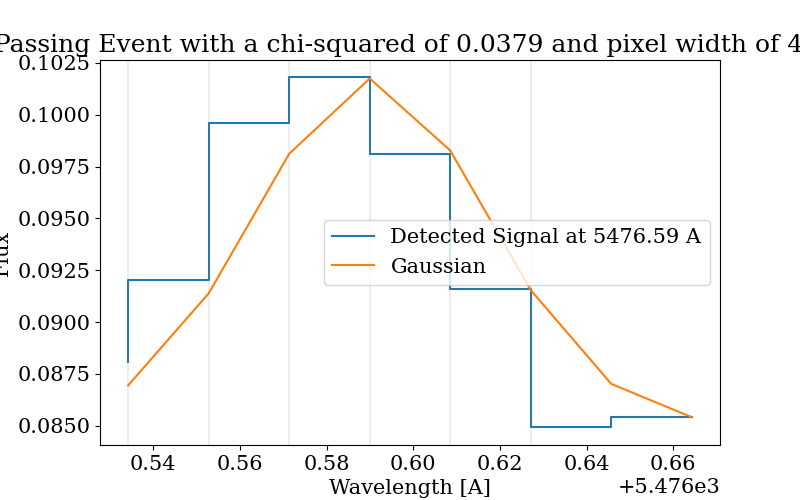 Passing Event with a chi-squared of 0.0379 and pixel width of 4
0.1025
0.1000
0.0975
0.0950
0.0925
0.0900
0.0875
0.0850
Flux
Detected Signal at 5476.59 A
Gaussian
0.54 0.56 0.58 0.60 0.62 0.64 0.66
+5.476e3
Wavelength [A]